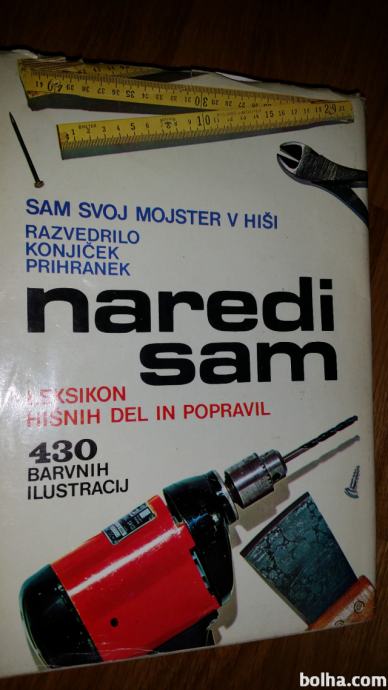 SAM SVOJ MOJSTER V HIŠI
RAZVEDRILO
KONJIČEK
PRIHRANEK
naredi
sam
LEKSIKON
HIŠNIH DEL IN POPRAVIL
430
BARVNIH
ILUSTRACIJ
bolha.com